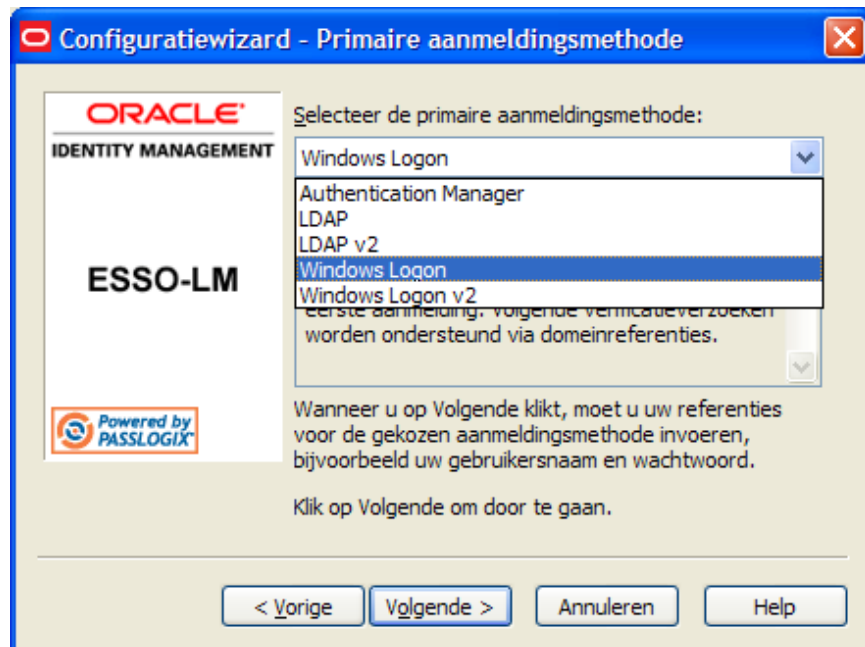 Configuratiewizard - Primaire aanmeldingsmethode
ORACLE
IDENTITY MANAGEMENT
ESSO-LM
Powered by
PASSLOGIX
Selecteer de primaire aanmeldingsmethode:
Windows Logon
Authentication Manager
LDAP
LDAP v2
Windows Logon
Windows Logon v2
eerste aanmelding. Volgende verificatieverzoeken
worden ondersteund via domeinreferenties.
Wanneer u op Volgende klikt, moet u uw referenties
voor de gekozen aanmeldingsmethode invoeren,
bijvoorbeeld uw gebruikersnaam en wachtwoord.
Klik op Volgende om door te gaan.
< Vorige
Volgende >
Annuleren
Help